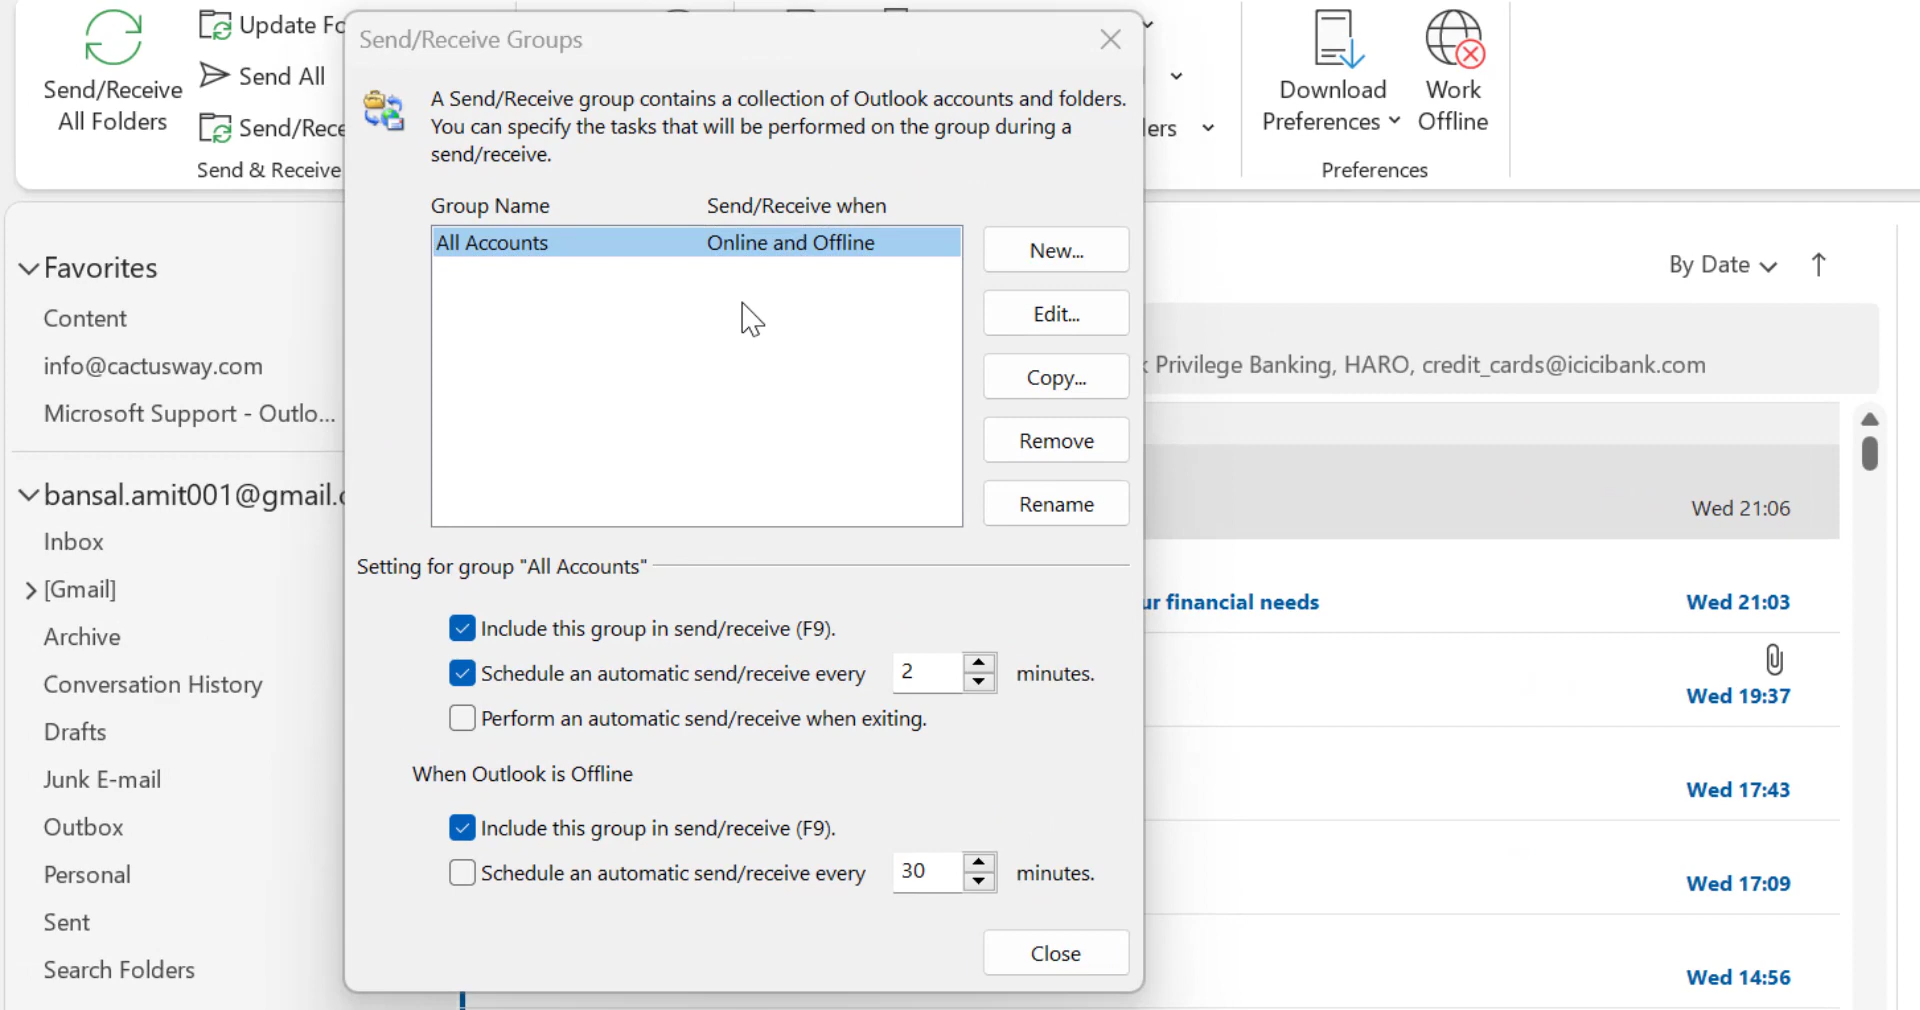 Send/Receive
All Folders
Update Fo
Send All
Send/Rece
Send & Receive
Send/Receive Groups
A Send/Receive group contains a collection of Outlook accounts and folders.
You can specify the tasks that will be performed on the group during a
send/receive.
Group Name Send/Receive when
All Accounts Online and Offline
New...
Edit...
Copy...
Remove
Rename
Setting for group "All Accounts"
Include this group in send/receive (F9).
Schedule an automatic send/receive every 2 minutes.
Perform an automatic send/receive when exiting.
When Outlook is Offline
Include this group in send/receive (F9).
Schedule an automatic send/receive every 30 minutes.
Close
ers
Download
Preferences
Work
Offline
Preferences
Favorites
Content
info@cactusway.com
Microsoft Support - Outlo...
bansal.amit001@gmail.c
Inbox
[Gmail]
Archive
Conversation History
Drafts
Junk E-mail
Outbox
Personal
Sent
Search Folders
By Date
Privilege Banking, HARO, credit_cards@icicibank.com
Wed 21:06
ur financial needs Wed 21:03
Wed 19:37
Wed 17:43
Wed 17:09
Wed 14:56